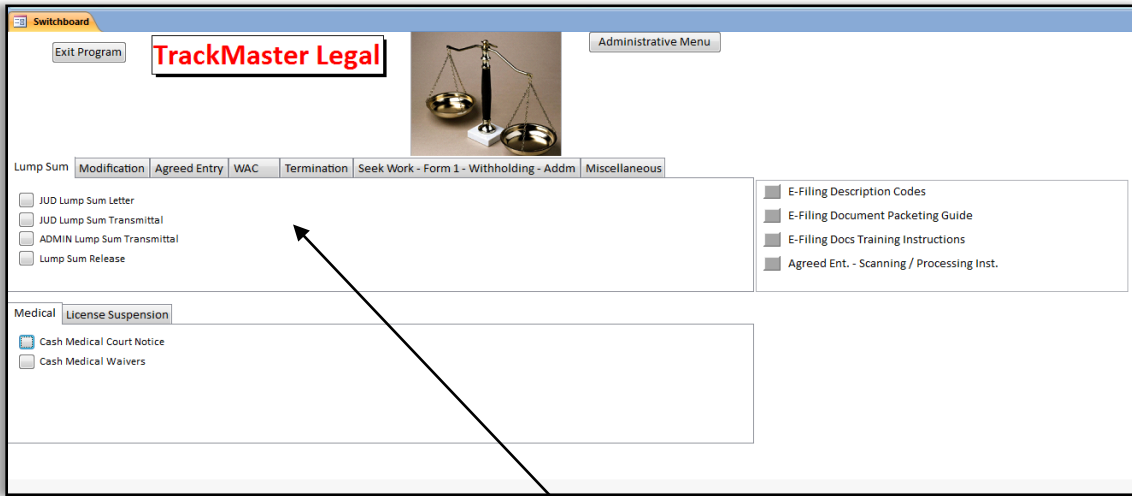 Switchboard
Exit Program
TrackMaster Legal
Administrative Menu
Lump Sum Modification Agreed Entry WAC Termination Seek Work - Form 1 - Withholding - Addm Miscellaneous
JUD Lump Sum Letter
JUD Lump Sum Transmittal
ADMIN Lump Sum Transmittal
Lump Sum Release
E-Filing Description Codes
E-Filing Document Packeting Guide
E-Filing Docs Training Instructions
Agreed Ent. - Scanning / Processing Inst.
Medical License Suspension
Cash Medical Court Notice
Cash Medical Waivers